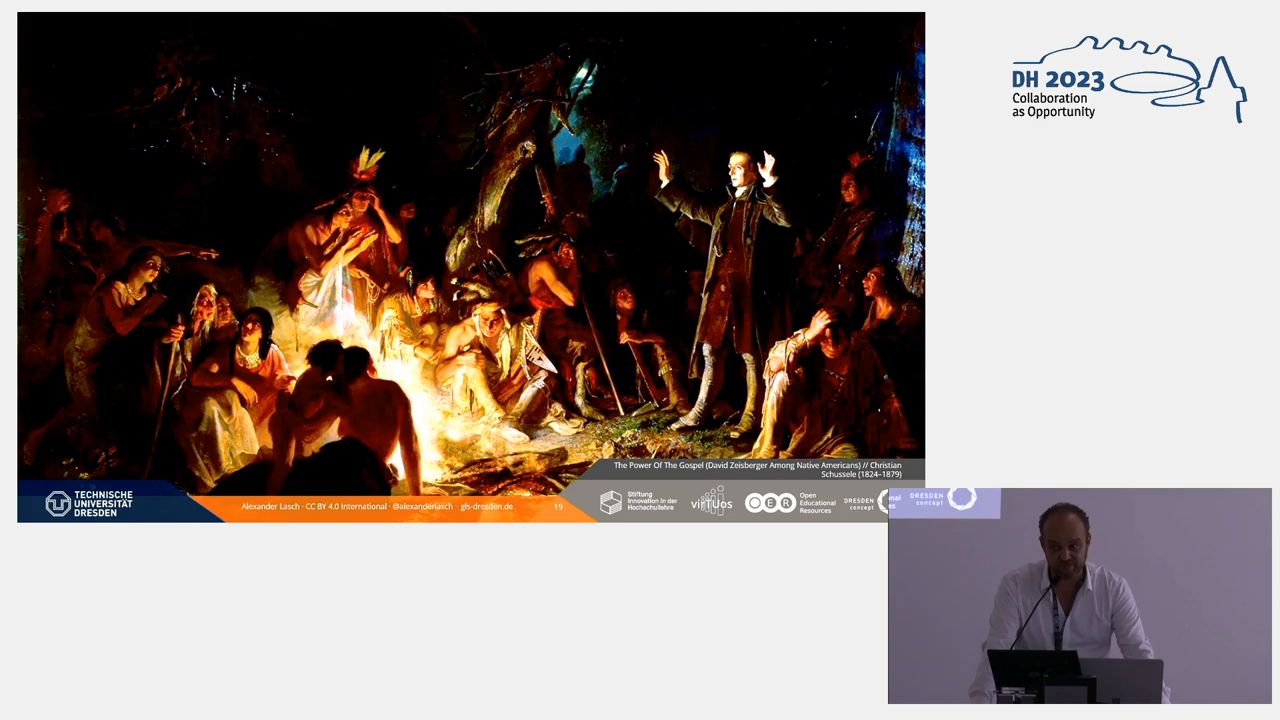 DH 2023
Collaboration
as Opportunity
The Power Of The Gospel (David Zeisberger Among Native Americans) // Christian
Schussele (1824–1879)
TECHNISCHE
UNIVERSITÄT
DRESDEN
Alexander Lasch · CC BY 4.0 International · @alexanderlasch · gls-dresden.de
19
Stiftung
Innovation in der
Hochschullehre
virTUos
OER
Open
Educational
Resources
DRESDEN
concept
DRESDEN
concept